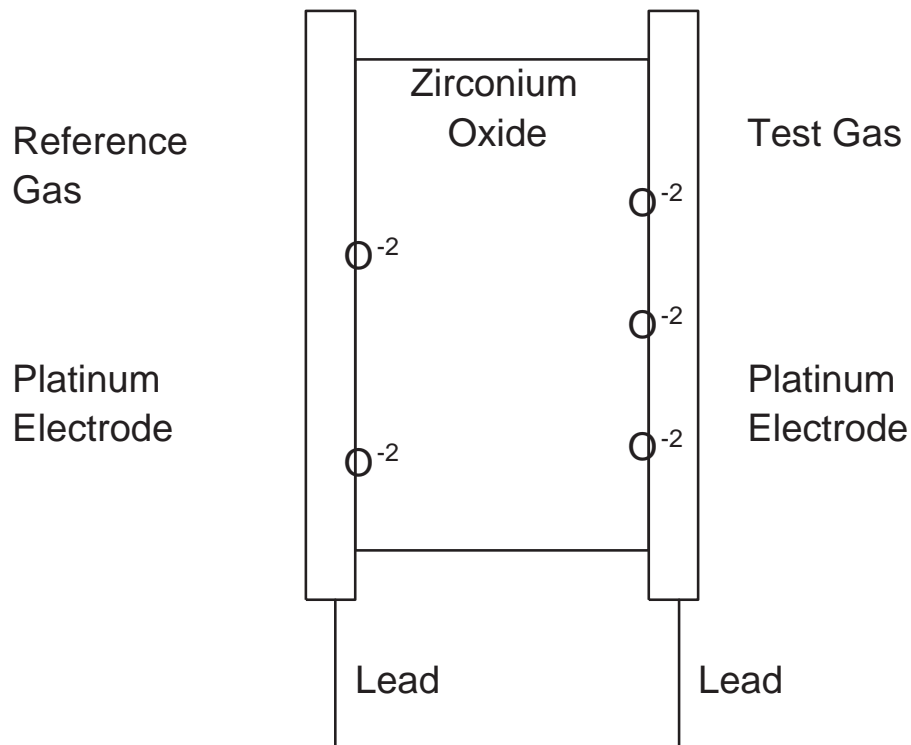 Zirconium
Oxide
Reference
Gas
Test Gas
O-2
O-2
O-2
Platinum
Electrode
Platinum
Electrode
O-2
O-2
Lead
Lead